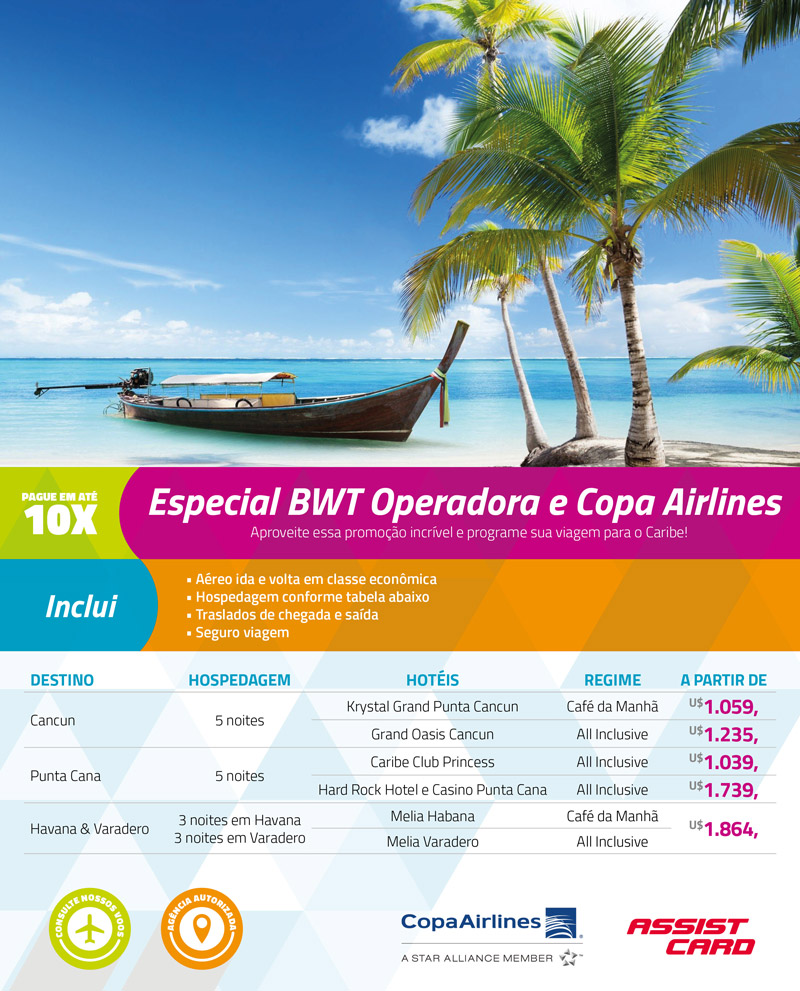 PAGUE EM ATÉ
10X
Especial BWT Operadora e Copa Airlines
Aproveite essa promoção incrível e programe sua viagem para o Caribe!
Inclui
• Aéreo ida e volta em classe econômica
• Hospedagem conforme tabela abaixo
• Traslados de chegada e saída
• Seguro viagem
DESTINO HOSPEDAGEM HOTÉIS REGIME A PARTIR DE
Cancun 5 noites Krystal Grand Punta Cancun Café da Manhã U$1.059,
Grand Oasis Cancun All Inclusive U$1.235,
Punta Cana 5 noites Caribe Club Princess All Inclusive U$1.039,
Hard Rock Hotel e Casino Punta Cana All Inclusive U$1.739,
Havana & Varadero 3 noites em Havana Melia Habana Café da Manhã U$1.864,
3 noites em Varadero Melia Varadero All Inclusive
CONSULTE NOSSOS VOOS
AGÊNCIA AUTORIZADA
CopaAirlines
A STAR ALLIANCE MEMBER
ASSIST
CARD